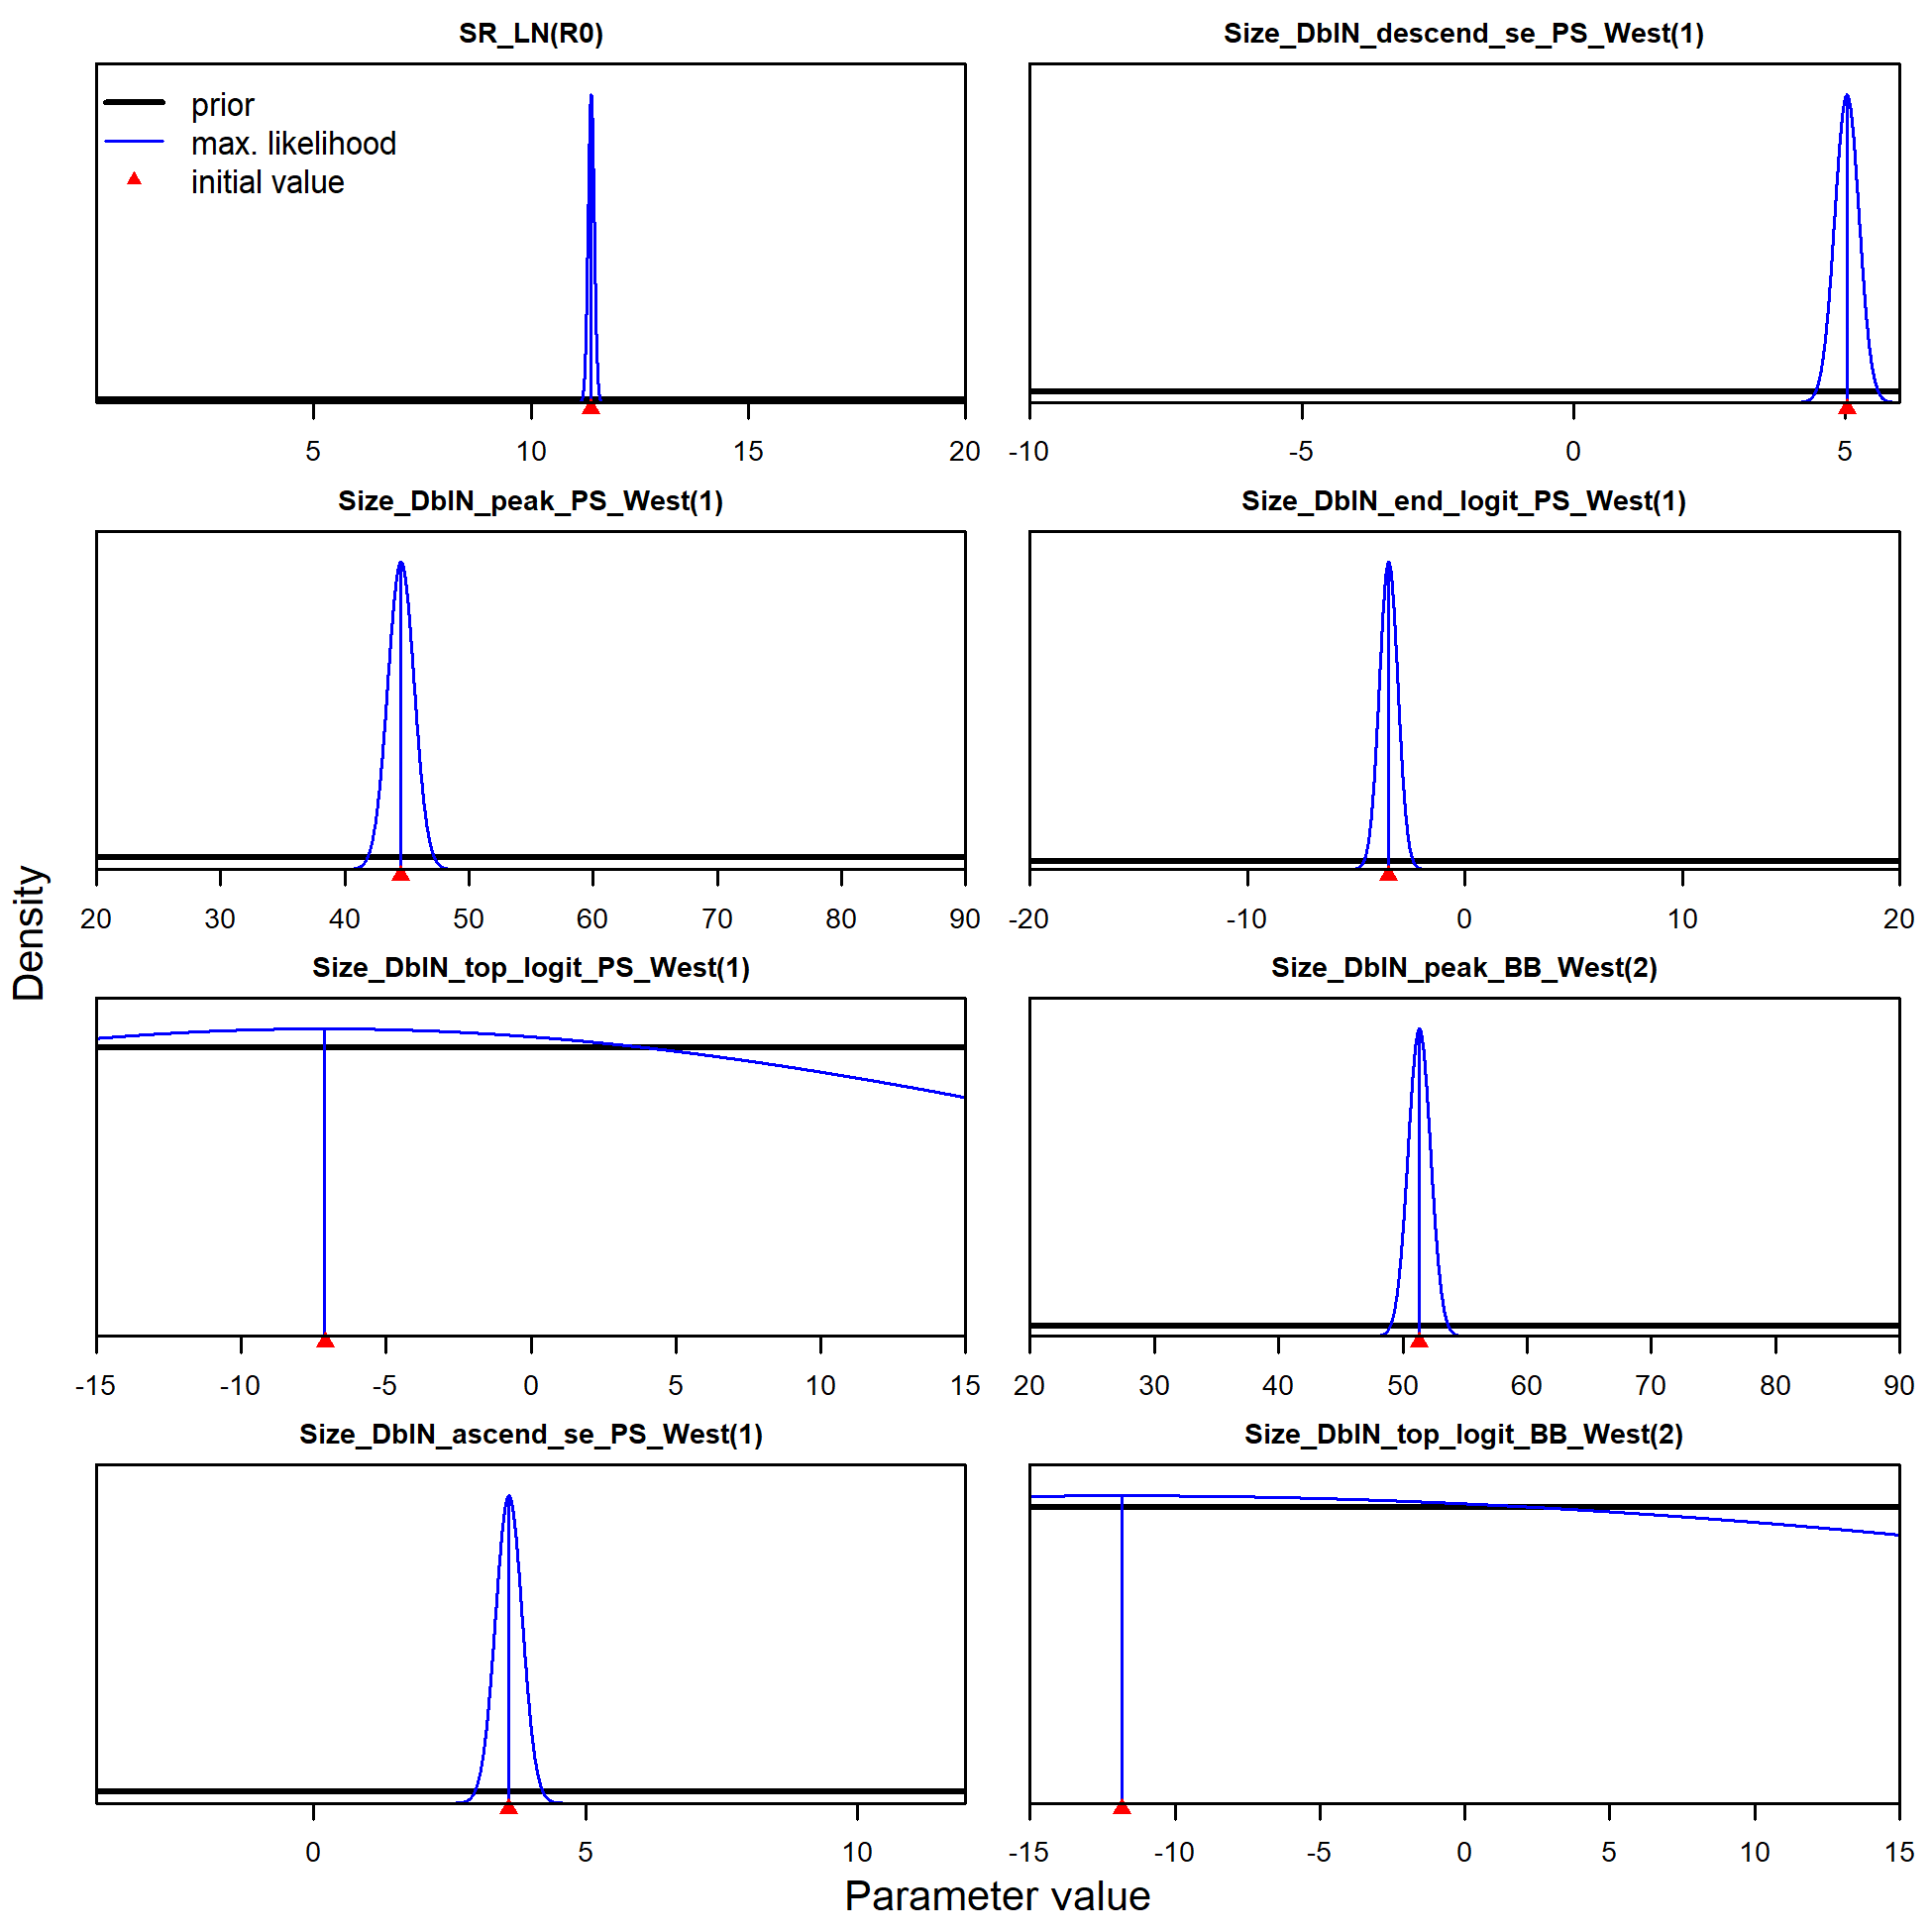 SR_LN(R0)
prior
max. likelihood
initial value
5 10 15 20
Size_DblN_descend_se_PS_West(1)
-10 -5 0 5
Size_DblN_peak_PS_West(1)
20 30 40 50 60 70 80 90
Size_DblN_end_logit_PS_West(1)
-20 -10 0 10 20
Size_DblN_top_logit_PS_West(1)
-15 -10 -5 0 5 10 15
Size_DblN_peak_BB_West(2)
20 30 40 50 60 70 80 90
Size_DblN_ascend_se_PS_West(1)
0 5 10
Size_DblN_top_logit_BB_West(2)
-15 -10 -5 0 5 10 15
Density
Parameter value